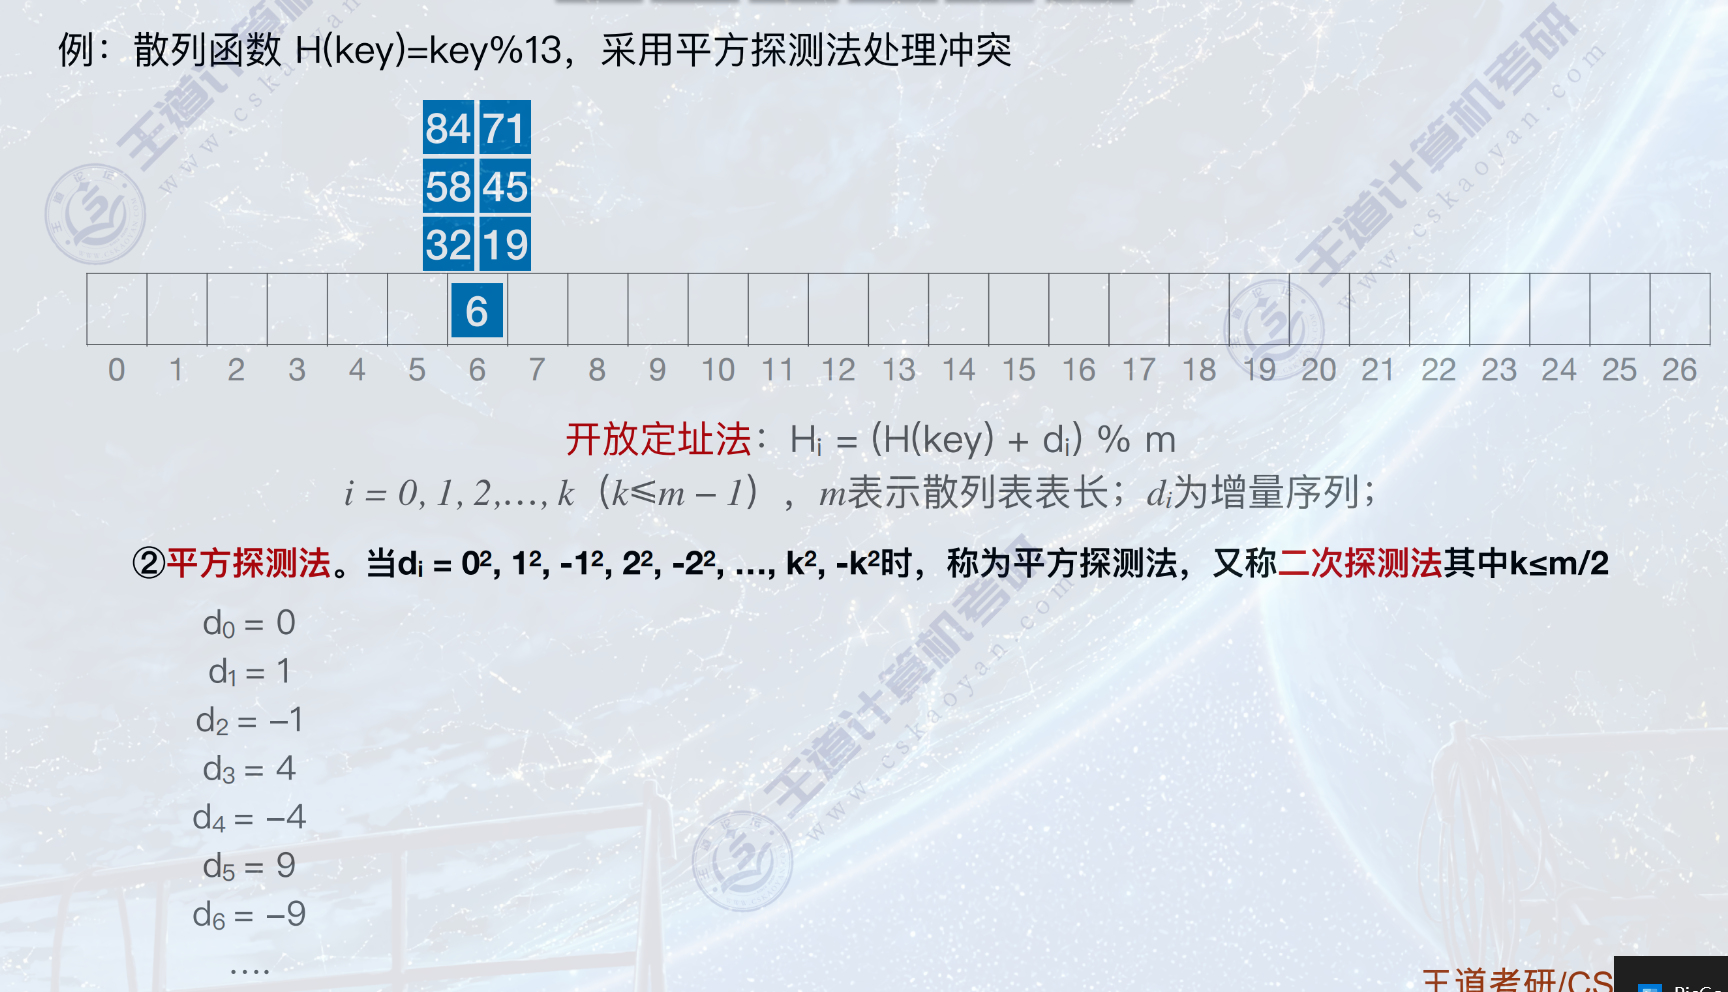 例：散列函数 H(key)=key%13，采用平方探测法处理冲突
84 71
58 45
32 19
6
0 1 2 3 4 5 6 7 8 9 10 11 12 13 14 15 16 17 18 19 20 21 22 23 24 25 26
开放定址法：Hᵢ = (H(key) + dᵢ) % m
i = 0, 1, 2,…, k（k≤m – 1），m表示散列表表长；dᵢ为增量序列；
②平方探测法。当dᵢ = 0², 1², -1², 2², -2², …, k², -k²时，称为平方探测法，又称二次探测法其中k≤m/2
d₀ = 0
d₁ = 1
d₂ = –1
d₃ = 4
d₄ = –4
d₅ = 9
d₆ = –9
….
王道考研/CS
王道计算机考研
www.cskaoyan.com
王道计算机考研
www.cskaoyan.com
王道计算机考研
www.cskaoyan.com